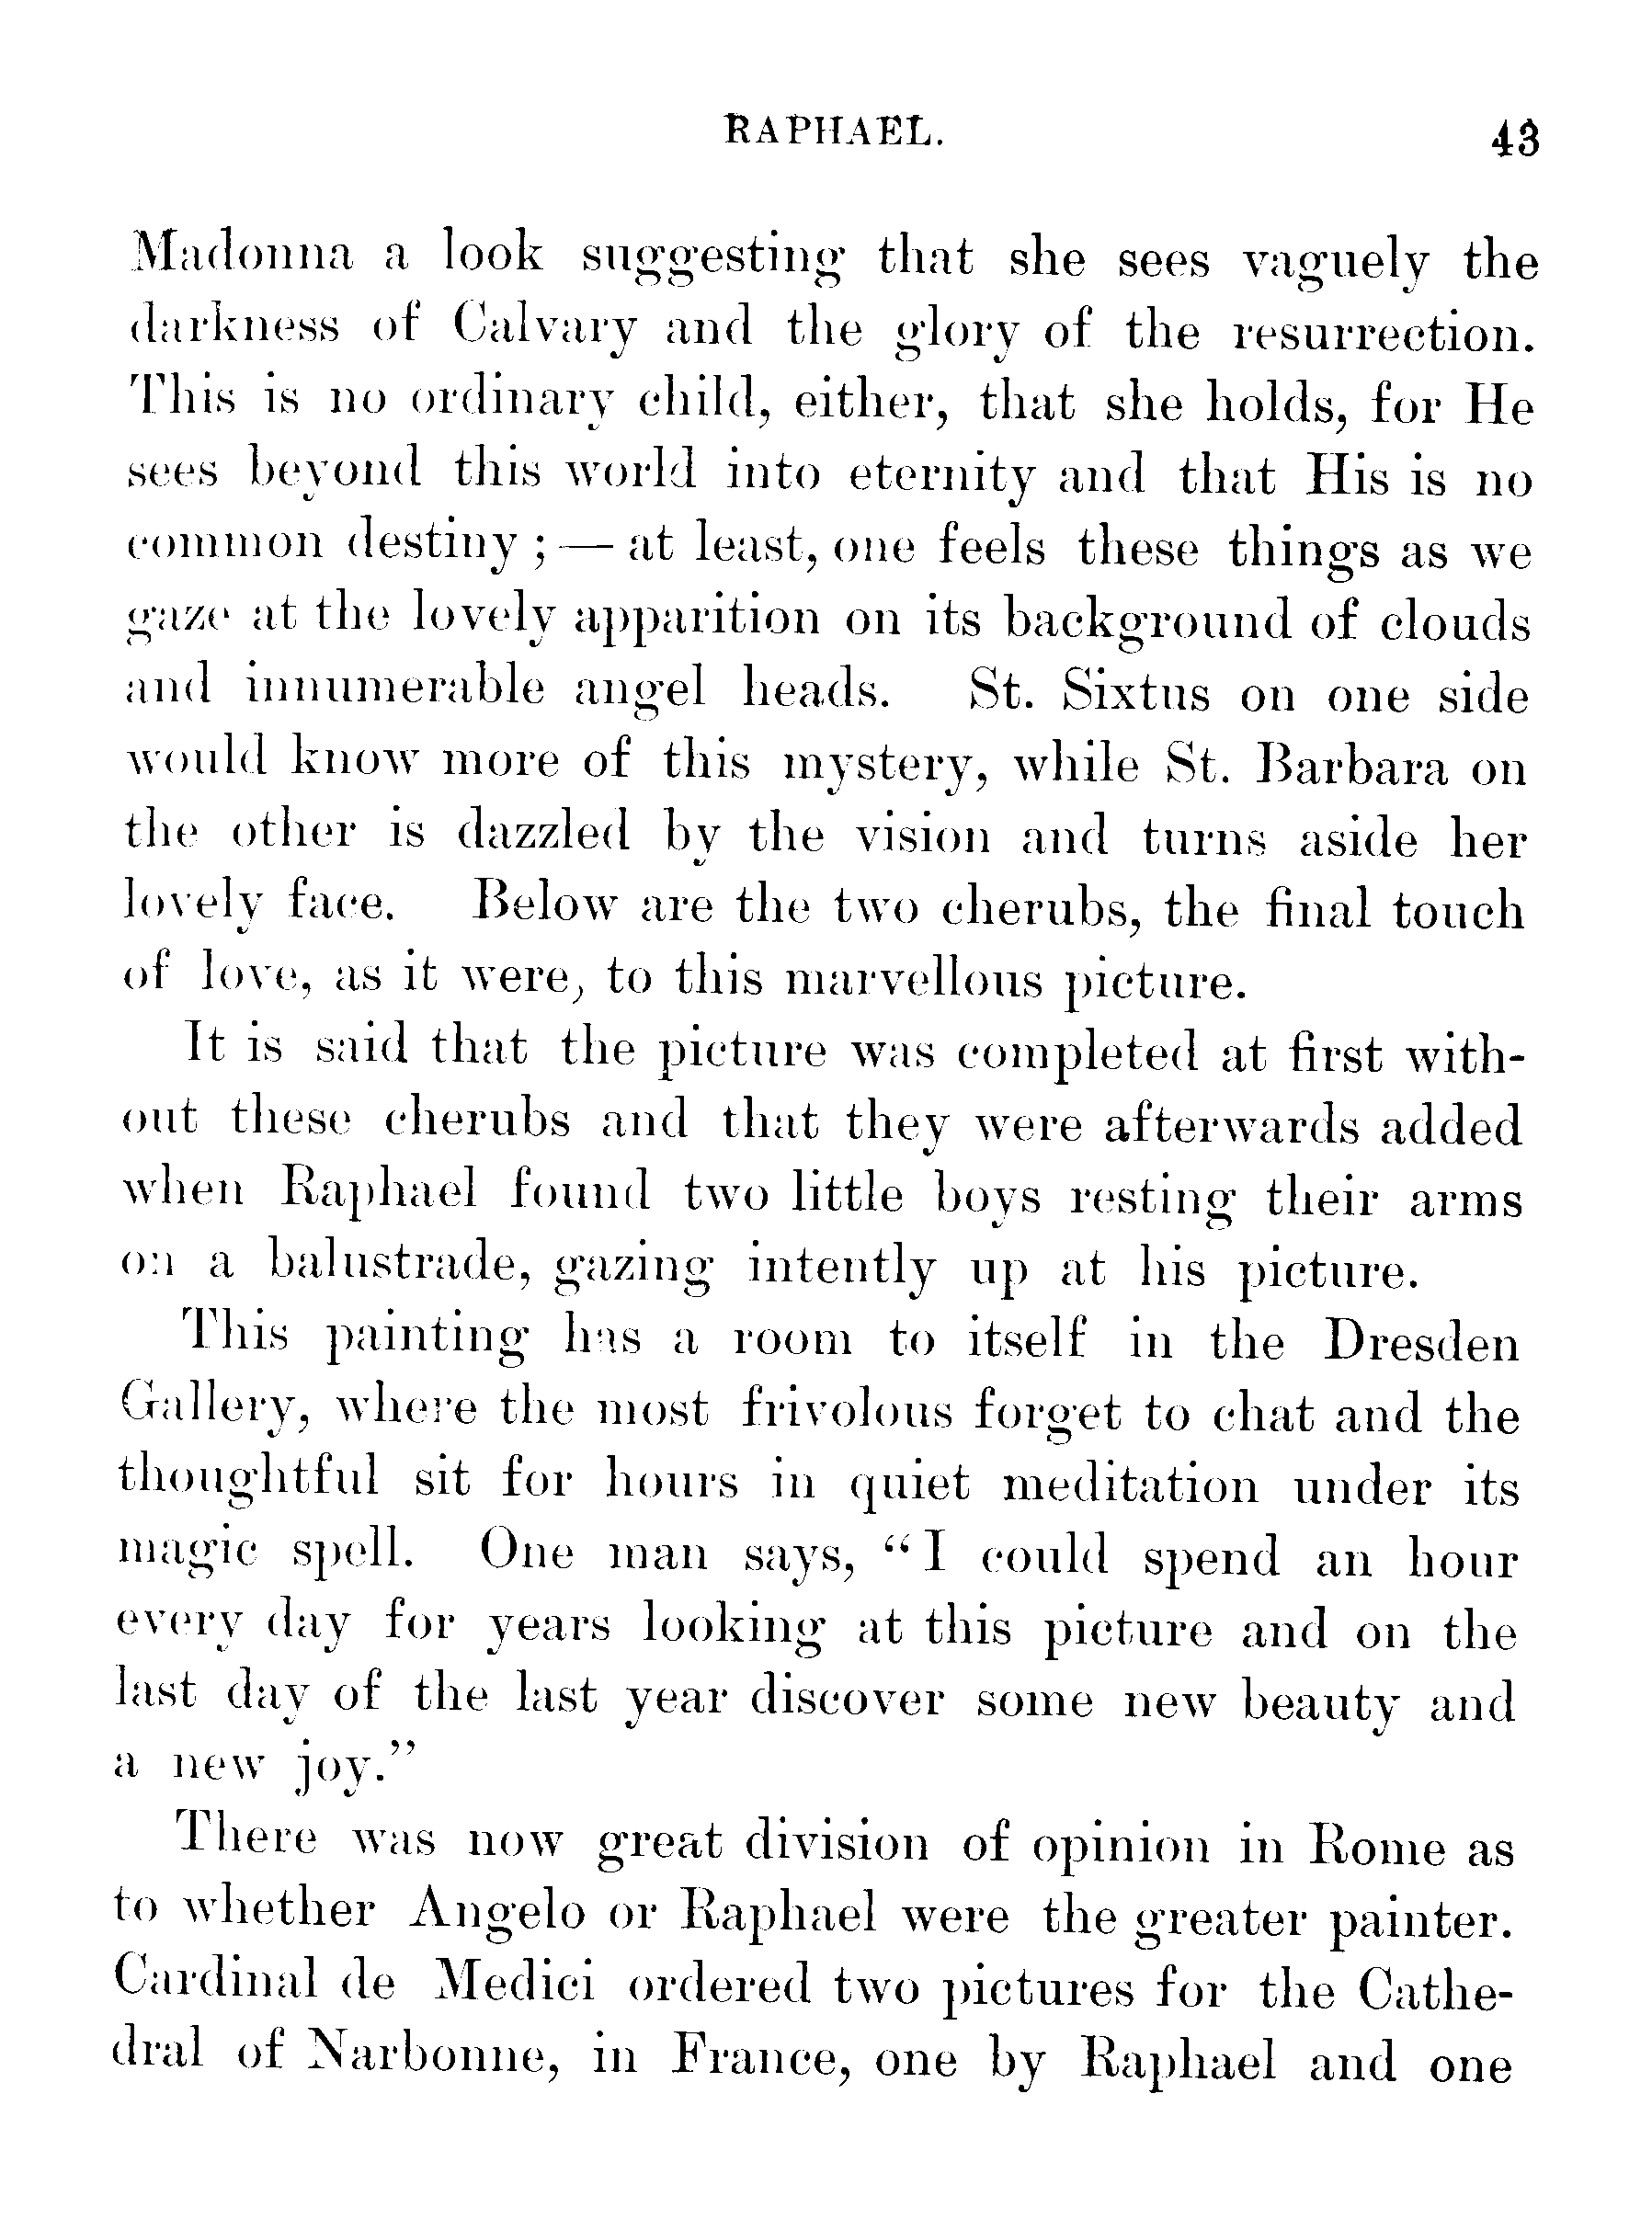 RAPHAEL. 43
Madonna a look suggesting that she sees vaguely the
darkness of Calvary and the glory of the resurrection.
This is no ordinary child, either, that she holds, for He
sees beyond this world into eternity and that His is no
common destiny ; — at least, one feels these things as we
gaze at the lovely apparition on its background of clouds
and innumerable angel heads. St. Sixtus on one side
would know more of this mystery, while St. Barbara on
the other is dazzled by the vision and turns aside her
lovely face. Below are the two cherubs, the final touch
of love, as it were, to this marvellous picture.
It is said that the picture was completed at first with-
out these cherubs and that they were afterwards added
when Raphael found two little boys resting their arms
on a balustrade, gazing intently up at his picture.
This painting has a room to itself in the Dresden
Gallery, where the most frivolous forget to chat and the
thoughtful sit for hours in quiet meditation under its
magic spell. One man says, “I could spend an hour
every day for years looking at this picture and on the
last day of the last year discover some new beauty and
a new joy.”
There was now great division of opinion in Rome as
to whether Angelo or Raphael were the greater painter.
Cardinal de Medici ordered two pictures for the Cathe-
dral of Narbonne, in France, one by Raphael and one